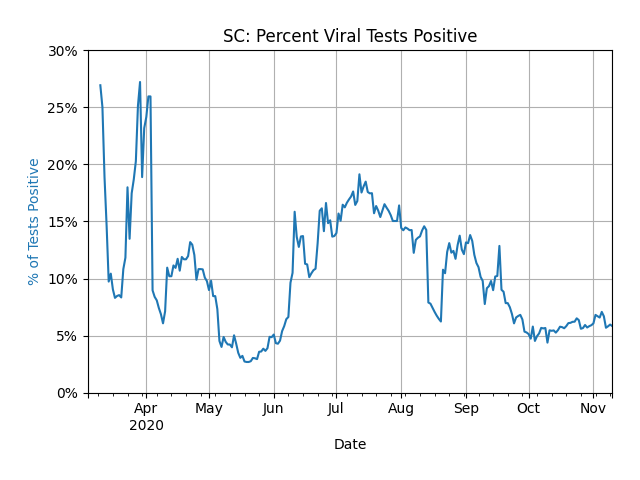 SC: Percent Viral Tests Positive
30%
25%
20%
15%
10%
5%
0%
% of Tests Positive
Apr
2020
May
Jun
Jul
Aug
Sep
Oct
Nov
Date